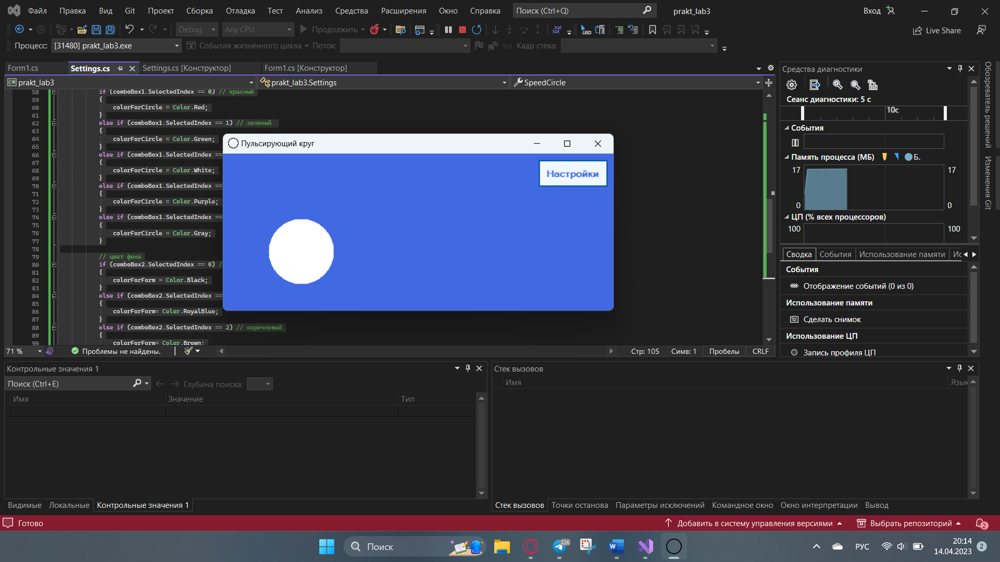 Файл Правка Вид Git Проект Сборка Отладка Тест Анализ Средства Расширения Окно Справка Поиск (Ctrl+Q) prakt_lab3 Вход
Debug Any CPU Продолжить Live Share
Процесс: [31480] prakt_lab3.exe События жизненного цикла Поток: Кадр стека:
Form1.cs Settings.cs Settings.cs [Конструктор] Form1.cs [Конструктор]
C# prakt_lab3 prakt_lab3.Settings SpeedCircle
58 if (comboBox1.SelectedIndex == 0) // красный
59 {
60 colorForCircle = Color.Red;
61 }
62 else if (comboBox1.SelectedIndex == 1) // зеленый
63 {
64 colorForCircle = Color.Green;
65 }
66 else if (comboBox1.SelectedIndex ==
67 {
68 colorForCircle = Color.White;
69 }
70 else if (comboBox1.SelectedIndex ==
71 {
72 colorForCircle = Color.Purple;
73 }
74 else if (comboBox1.SelectedIndex ==
75 {
76 colorForCircle = Color.Gray;
77 }
78
79 // цвет фона
80 if (comboBox2.SelectedIndex == 0) /
81 {
82 colorForForm = Color.Black;
83 }
84 else if (comboBox2.SelectedIndex ==
85 {
86 colorForForm= Color.RoyalBlue;
87 }
88 else if (comboBox2.SelectedIndex == 2) // коричневый
89 {
90 colorForForm= Color.Brown;
Пульсирующий круг
Настройки
71 % Проблемы не найдены. Стр: 105 Симв: 1 Пробелы CRLF
Средства диагностики
Сеанс диагностики: 5 с
10с
События
Память процесса (МБ) Б..
17 17
0 0
ЦП (% всех процессоров)
100 100
Сводка События Использование памяти Ис
События
Отображение событий (0 из 0)
Использование памяти
Сделать снимок
Использование ЦП
Запись профиля ЦП
Обозреватель решений
Изменения Git
Контрольные значения 1
Поиск (Ctrl+E) Глубина поиска:
Имя Значение Тип
Видимые Локальные Контрольные значения 1
Стек вызовов
Имя Язык
Стек вызовов Точки останова Параметры исключений Командное окно Окно интерпретации Вывод
Готово Добавить в систему управления версиями Выбрать репозиторий 2
Поиск 226 W РУС 20:14 2
14.04.2023